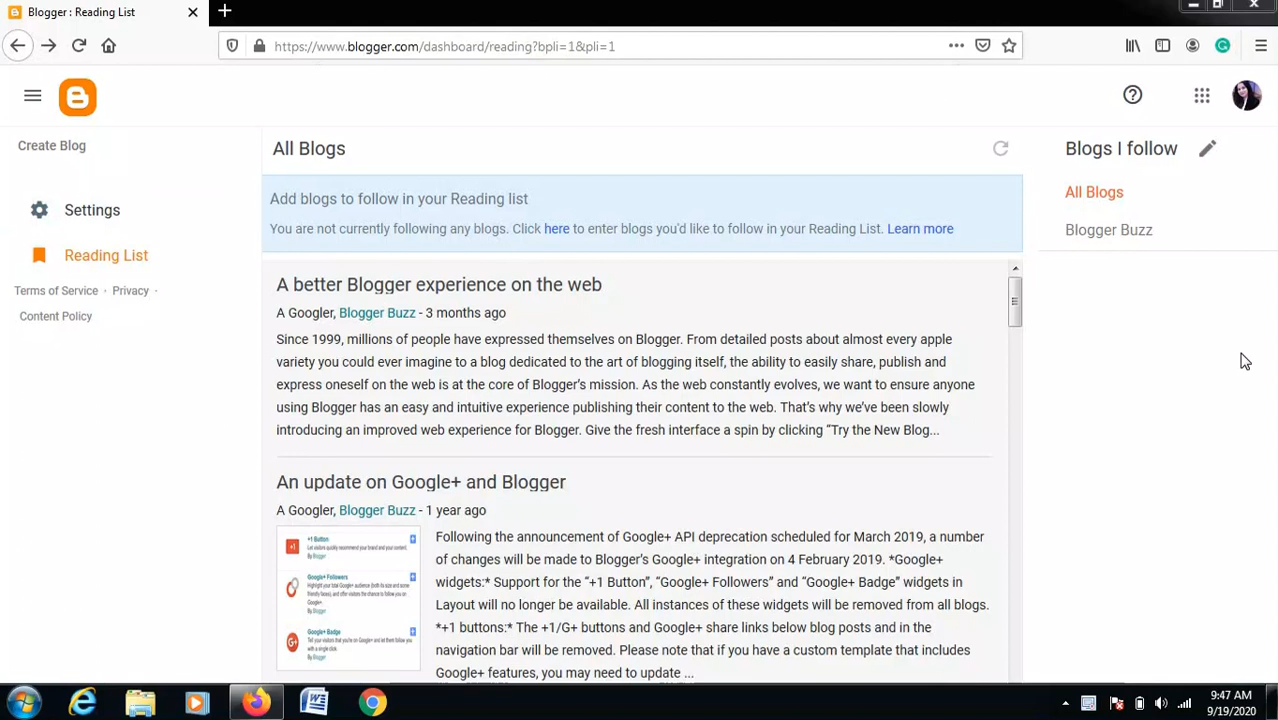 Blogger : Reading List
https://www.blogger.com/dashboard/reading?bpli=1&pli=1
Create Blog
Settings
Reading List
Terms of Service · Privacy ·
Content Policy
All Blogs
Add blogs to follow in your Reading list
You are not currently following any blogs. Click here to enter blogs you'd like to follow in your Reading List. Learn more
A better Blogger experience on the web
A Googler, Blogger Buzz - 3 months ago
Since 1999, millions of people have expressed themselves on Blogger. From detailed posts about almost every apple
variety you could ever imagine to a blog dedicated to the art of blogging itself, the ability to easily share, publish and
express oneself on the web is at the core of Blogger's mission. As the web constantly evolves, we want to ensure anyone
using Blogger has an easy and intuitive experience publishing their content to the web. That's why we've been slowly
introducing an improved web experience for Blogger. Give the fresh interface a spin by clicking "Try the New Blog...
An update on Google+ and Blogger
A Googler, Blogger Buzz - 1 year ago
+1 Button
By Blogger
Google+ Followers
By Blogger
Google+ Badge
By Blogger
Following the announcement of Google+ API deprecation scheduled for March 2019, a number
of changes will be made to Blogger's Google+ integration on 4 February 2019. *Google+
widgets:* Support for the "+1 Button", "Google+ Followers" and "Google+ Badge" widgets in
Layout will no longer be available. All instances of these widgets will be removed from all blogs.
*+1 buttons:* The +1/G+ buttons and Google+ share links below blog posts and in the
navigation bar will be removed. Please note that if you have a custom template that includes
Google+ features, you may need to update ...
Blogs I follow
All Blogs
Blogger Buzz
9:47 AM
9/19/2020